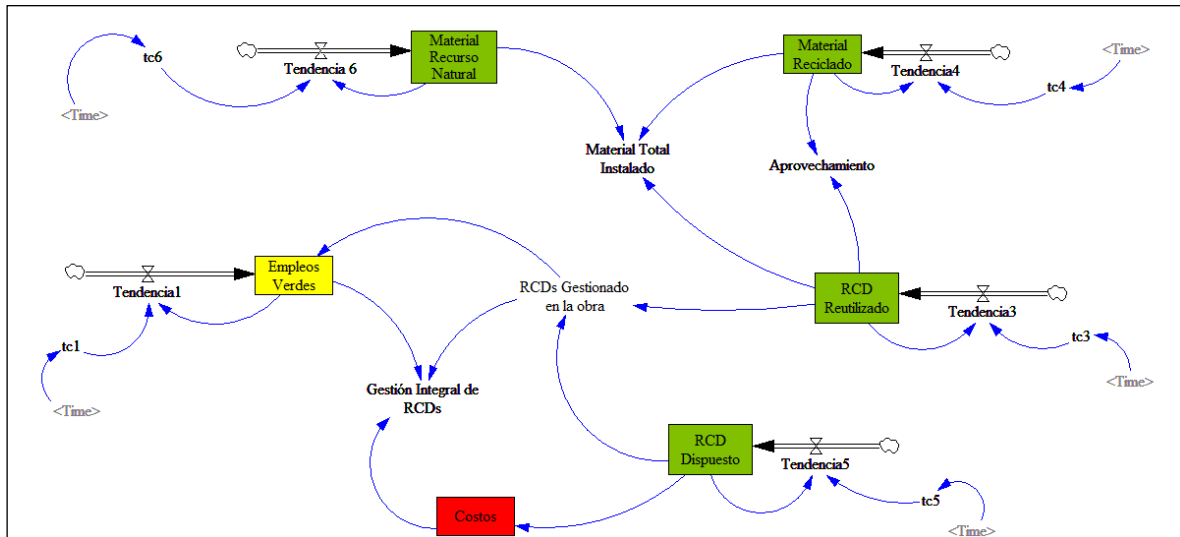 Material
Recurso
Natural
tc6
Tendencia 6
<Time>
Material
Reciclado
Tendencia4
<Time>
tc4
Material Total
Instalado
Aprovechamiento
Empleos
Verdes
Tendencia1
RCDs Gestionado
en la obra
RCD
Reutilizado
Tendencia3
tc1
<Time>
tc3
<Time>
Gestión Integral de
RCDs
RCD
Dispuesto
Tendencia5
tc5
<Time>
Costos